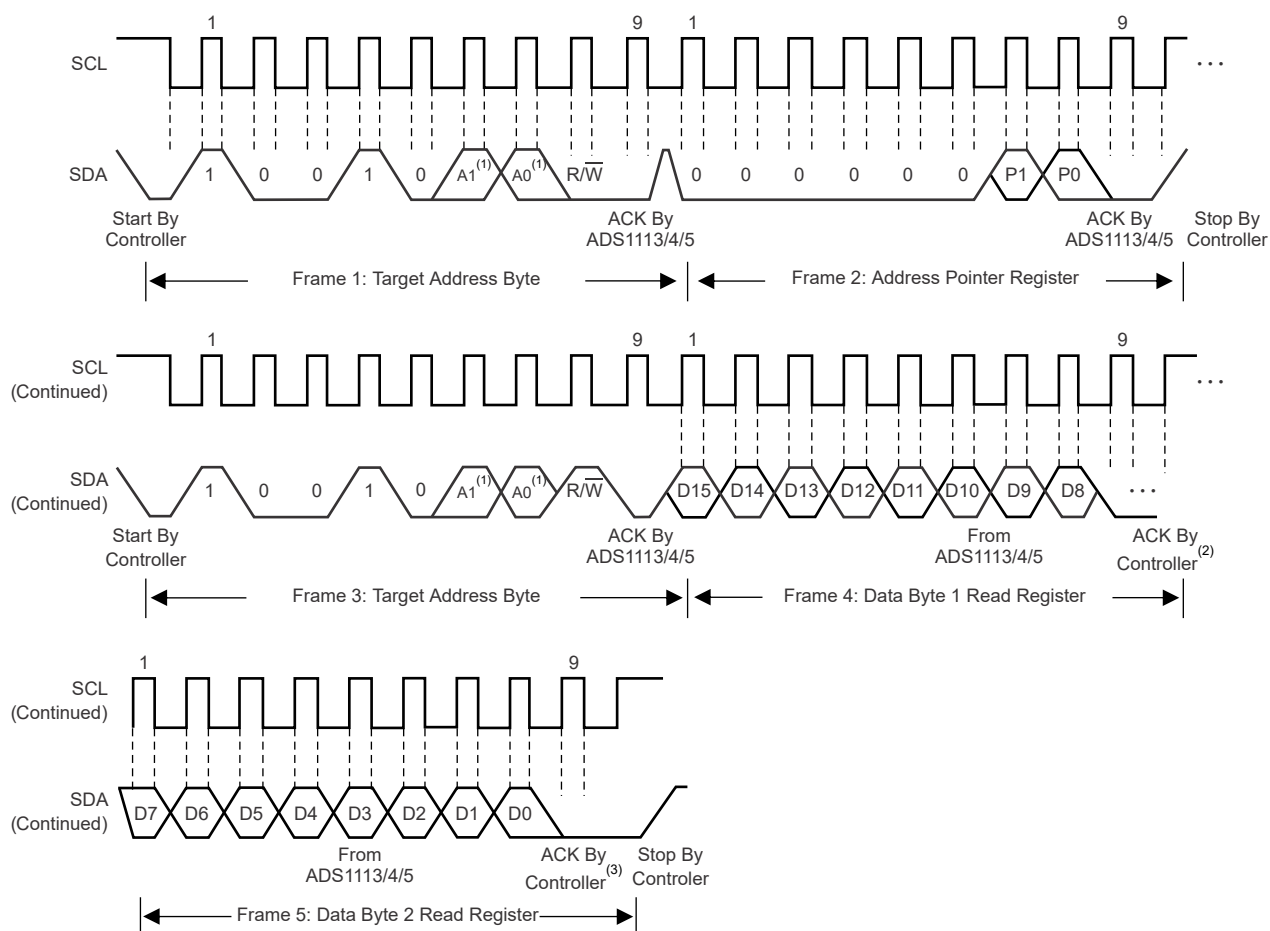 1 9 1 9
SCL ...
SDA 1 0 0 1 0 A1(1) A0(1) R/W̅ 0 0 0 0 0 0 P1 P0
Start By Controller
ACK By ADS1113/4/5
ACK By ADS1113/4/5
Stop By Controller
Frame 1: Target Address Byte
Frame 2: Address Pointer Register
1 9 1 9
SCL (Continued) ...
SDA (Continued) 1 0 0 1 0 A1(1) A0(1) R/W̅ D15 D14 D13 D12 D11 D10 D9 D8 ...
Start By Controller
ACK By ADS1113/4/5
From ADS1113/4/5
ACK By Controller(2)
Frame 3: Target Address Byte
Frame 4: Data Byte 1 Read Register
1 9
SCL (Continued)
SDA (Continued) D7 D6 D5 D4 D3 D2 D1 D0
From ADS1113/4/5
ACK By Controller(3)
Stop By Controler
Frame 5: Data Byte 2 Read Register